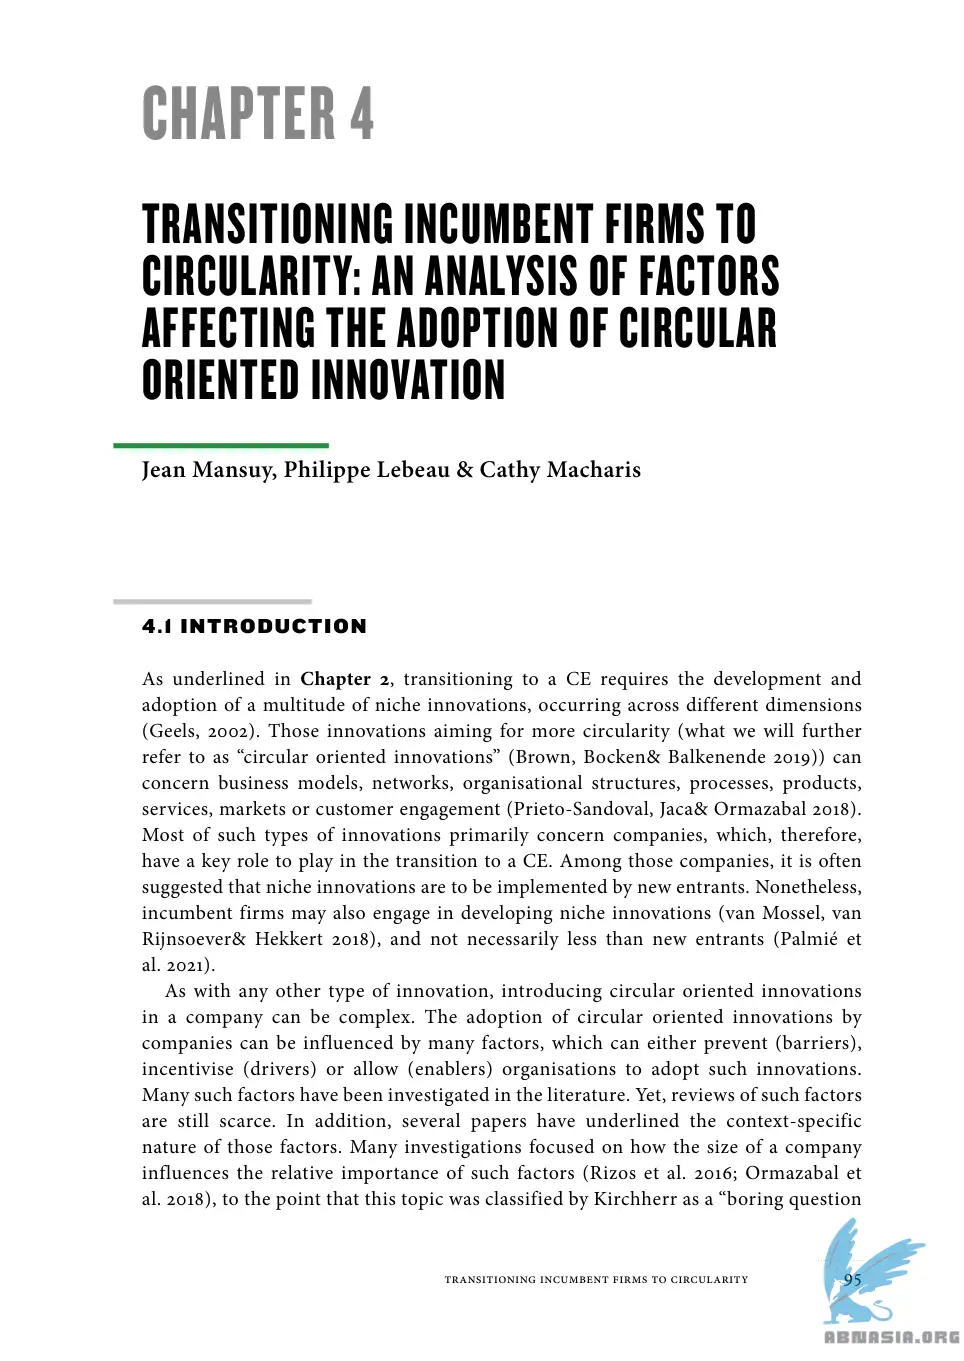 CHAPTER 4
TRANSITIONING INCUMBENT FIRMS TO
CIRCULARITY: AN ANALYSIS OF FACTORS
AFFECTING THE ADOPTION OF CIRCULAR
ORIENTED INNOVATION
Jean Mansuy, Philippe Lebeau & Cathy Macharis
4.1 INTRODUCTION
As underlined in Chapter 2, transitioning to a CE requires the development and
adoption of a multitude of niche innovations, occurring across different dimensions
(Geels, 2002). Those innovations aiming for more circularity (what we will further
refer to as “circular oriented innovations” (Brown, Bocken& Balkenende 2019)) can
concern business models, networks, organisational structures, processes, products,
services, markets or customer engagement (Prieto-Sandoval, Jaca& Ormazabal 2018).
Most of such types of innovations primarily concern companies, which, therefore,
have a key role to play in the transition to a CE. Among those companies, it is often
suggested that niche innovations are to be implemented by new entrants. Nonetheless,
incumbent firms may also engage in developing niche innovations (van Mossel, van
Rijnsoever& Hekkert 2018), and not necessarily less than new entrants (Palmié et
al. 2021).
As with any other type of innovation, introducing circular oriented innovations
in a company can be complex. The adoption of circular oriented innovations by
companies can be influenced by many factors, which can either prevent (barriers),
incentivise (drivers) or allow (enablers) organisations to adopt such innovations.
Many such factors have been investigated in the literature. Yet, reviews of such factors
are still scarce. In addition, several papers have underlined the context-specific
nature of those factors. Many investigations focused on how the size of a company
influences the relative importance of such factors (Rizos et al. 2016; Ormazabal et
al. 2018), to the point that this topic was classified by Kirchherr as a “boring question
TRANSITIONING INCUMBENT FIRMS TO CIRCULARITY 95
ABNASIA.ORG